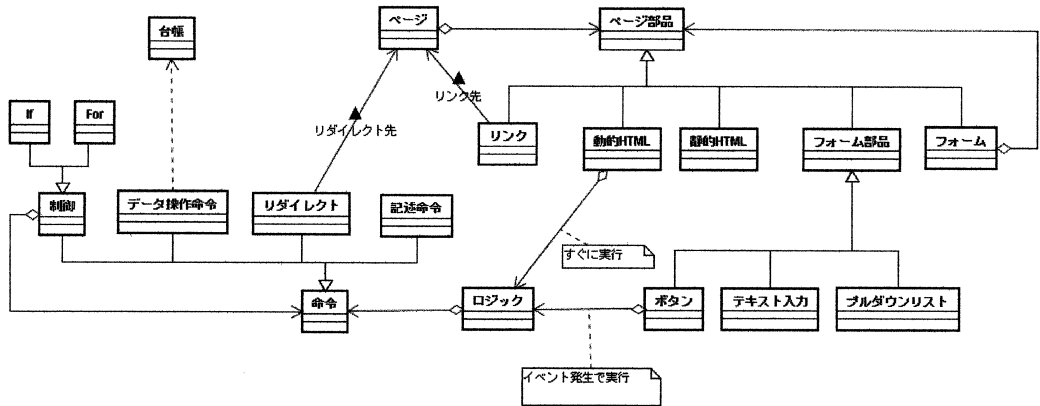 ページ
ページ部品
台帳
リンク先
If
For
リダイレクト先
リンク
動的HTML
静的HTML
フォーム部品
フォーム
制御
データ操作命令
リダイレクト
記述命令
すぐに実行
命令
ロジック
ボタン
テキスト入力
プルダウンリスト
イベント発生で実行